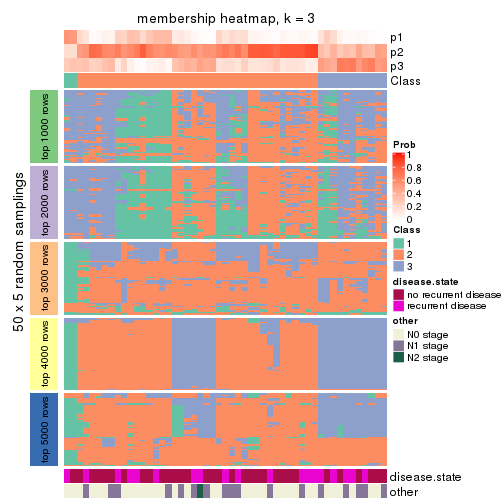 membership heatmap, k = 3
p1
p2
p3
Class
50 x 5 random samplings
top 1000 rows
top 2000 rows
top 3000 rows
top 4000 rows
top 5000 rows
disease.state
other
Prob
1
0.8
0.6
0.4
0.2
0
Class
1
2
3
disease.state
no recurrent disease
recurrent disease
other
N0 stage
N1 stage
N2 stage